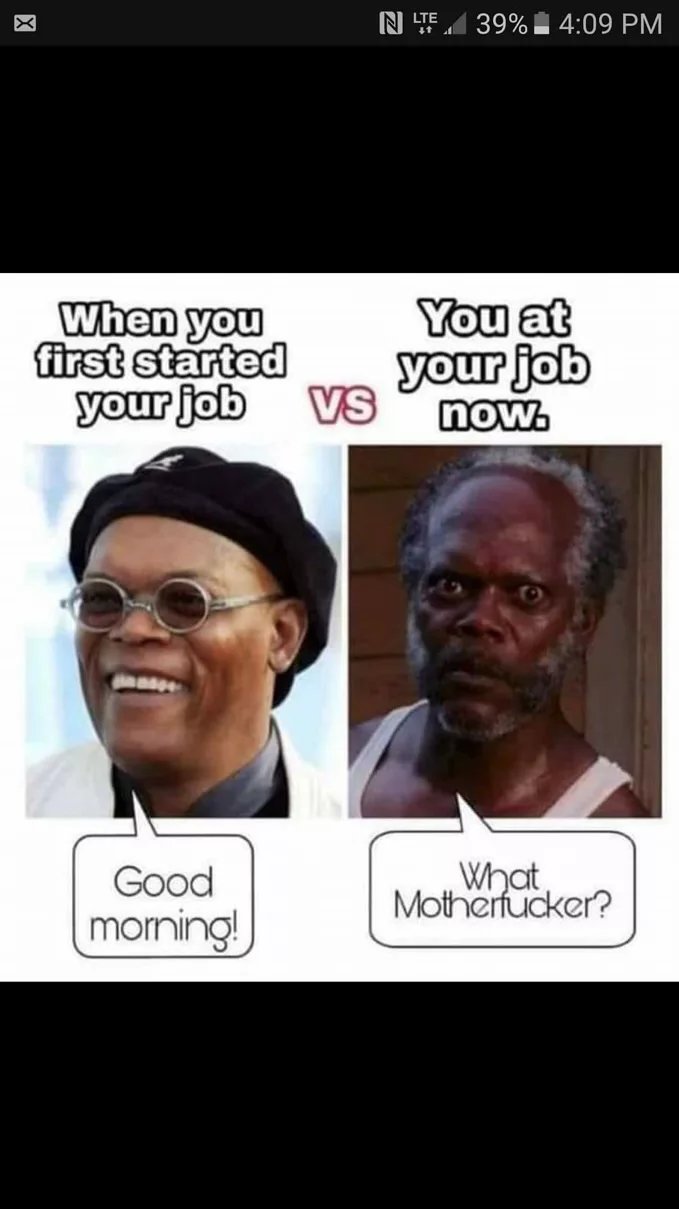 LTE 39% 4:09 PM
When you
first started
your job
vs
You at
your job
now.
Good
morning!
What
Motherfucker?